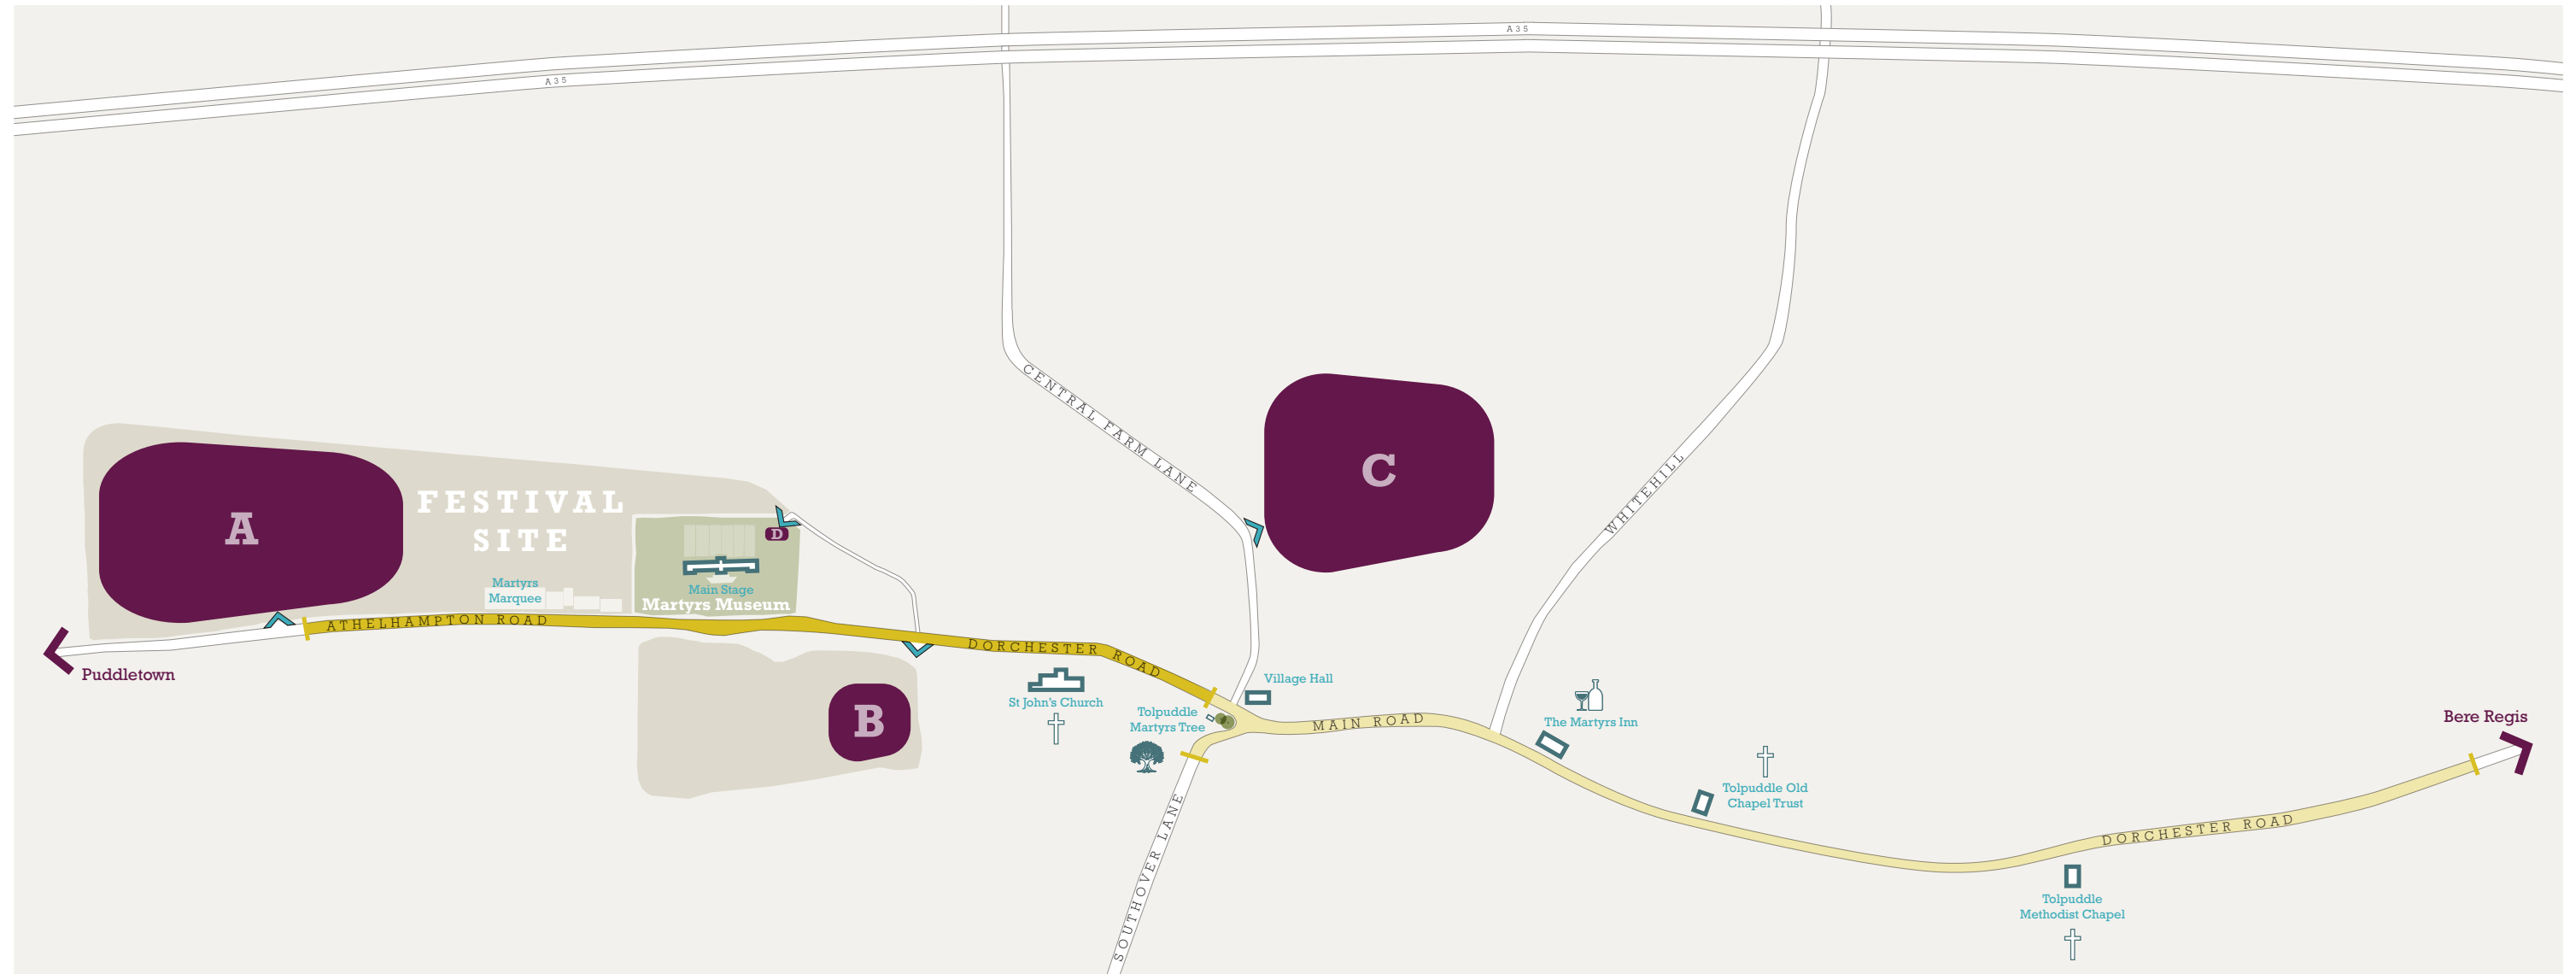 A35
A35
CENTRAL FARM LANE
WHITEHILL
A
FESTIVAL
SITE
C
D
Martyrs
Marquee
Main Stage
Martyrs Museum
ATHELHAMPTON ROAD
DORCHESTER ROAD
Puddletown
B
St John's Church
Village Hall
Tolpuddle
Martyrs Tree
MAIN ROAD
The Martyrs Inn
Bere Regis
Tolpuddle Old
Chapel Trust
DORCHESTER ROAD
SOUTHOVER LANE
Tolpuddle
Methodist Chapel